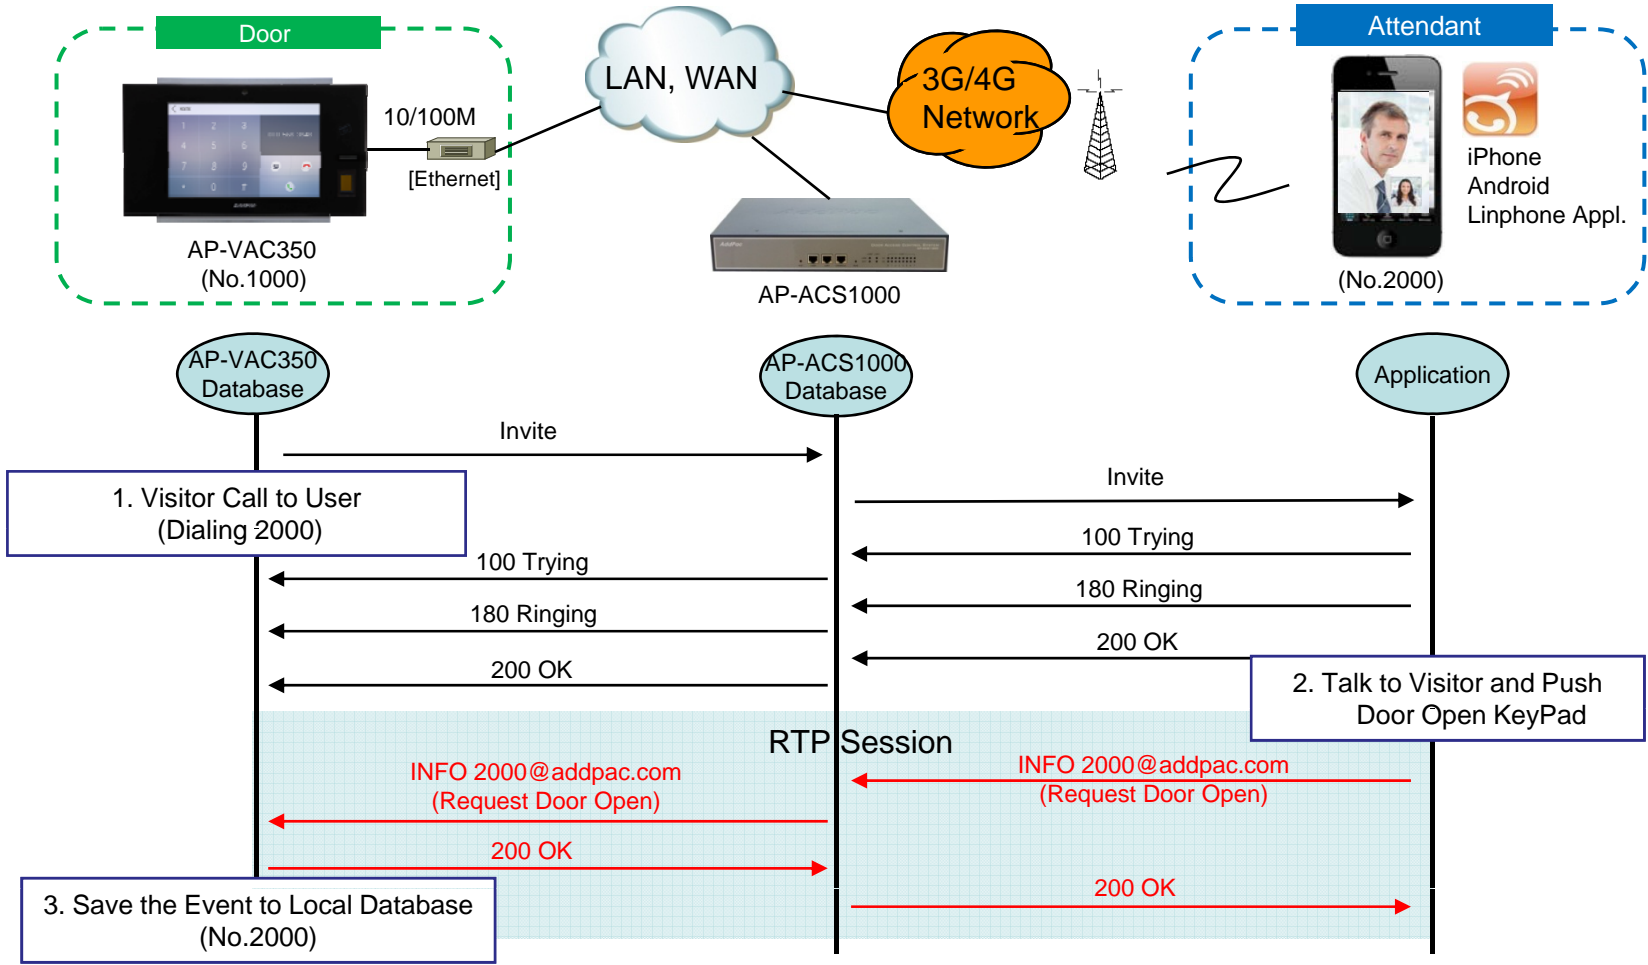 Door
Attendant
LAN, WAN
3G/4G
Network
10/100M
[Ethernet]
iPhone
Android
Linphone Appl.
AP-VAC350
(No.1000)
AP-ACS1000
(No.2000)
AP-VAC350
Database
AP-ACS1000
Database
Application
Invite
Invite
1. Visitor Call to User
(Dialing 2000)
100 Trying
100 Trying
180 Ringing
180 Ringing
200 OK
200 OK
2. Talk to Visitor and Push
Door Open KeyPad
RTP Session
INFO 2000@addpac.com
(Request Door Open)
INFO 2000@addpac.com
(Request Door Open)
200 OK
200 OK
3. Save the Event to Local Database
(No.2000)